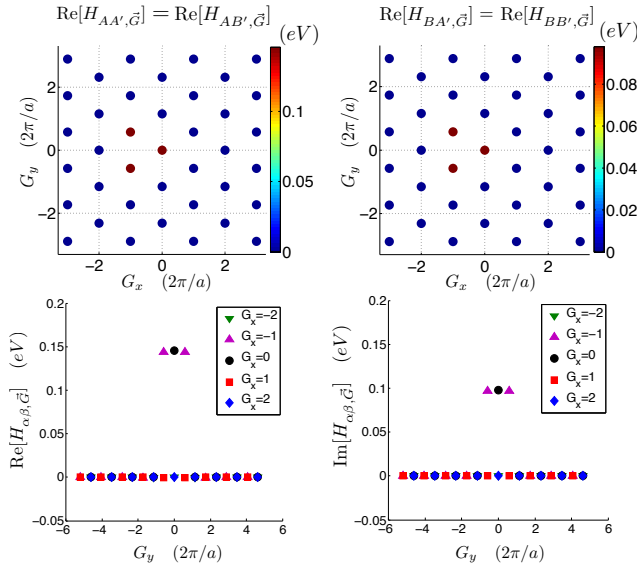 Re[H_{AA',\vec{G}}] = Re[H_{AB',\vec{G}}]
(eV)
G_y (2π/a)
2
0
−2
−2 0 2
G_x (2π/a)
0.1
0.05
0
Re[H_{BA',\vec{G}}] = Re[H_{BB',\vec{G}}]
(eV)
G_y (2π/a)
2
0
−2
−2 0 2
G_x (2π/a)
0.08
0.06
0.04
0.02
0
Re[H_{αβ,\vec{G}}] (eV)
0.2
0.15
0.1
0.05
0
−0.05
−6 −4 −2 0 2 4 6
G_y (2π/a)
G_x=−2
G_x=−1
G_x=0
G_x=1
G_x=2
Im[H_{αβ,\vec{G}}] (eV)
0.2
0.15
0.1
0.05
0
−0.05
−6 −4 −2 0 2 4 6
G_y (2π/a)
G_x=−2
G_x=−1
G_x=0
G_x=1
G_x=2